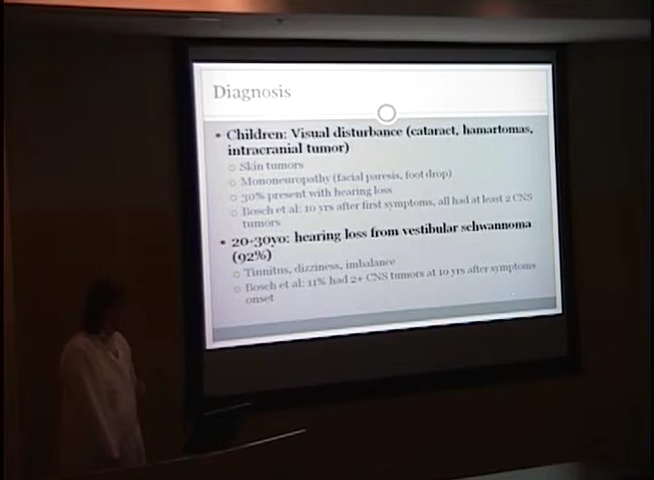 Diagnosis
• Children: Visual disturbance (cataract, hamartomas,
intracranial tumor)
○ Skin tumors
○ Mononeuropathy (facial paresis, foot drop)
○ 30% present with hearing loss
○ Bosch et al: 10 yrs after first symptoms, all had at least 2 CNS
tumors
• 20-30yo: hearing loss from vestibular schwannoma
(92%)
○ Tinnitus, dizziness, imbalance
○ Bosch et al: 11% had 2+ CNS tumors at 10 yrs after symptoms
onset